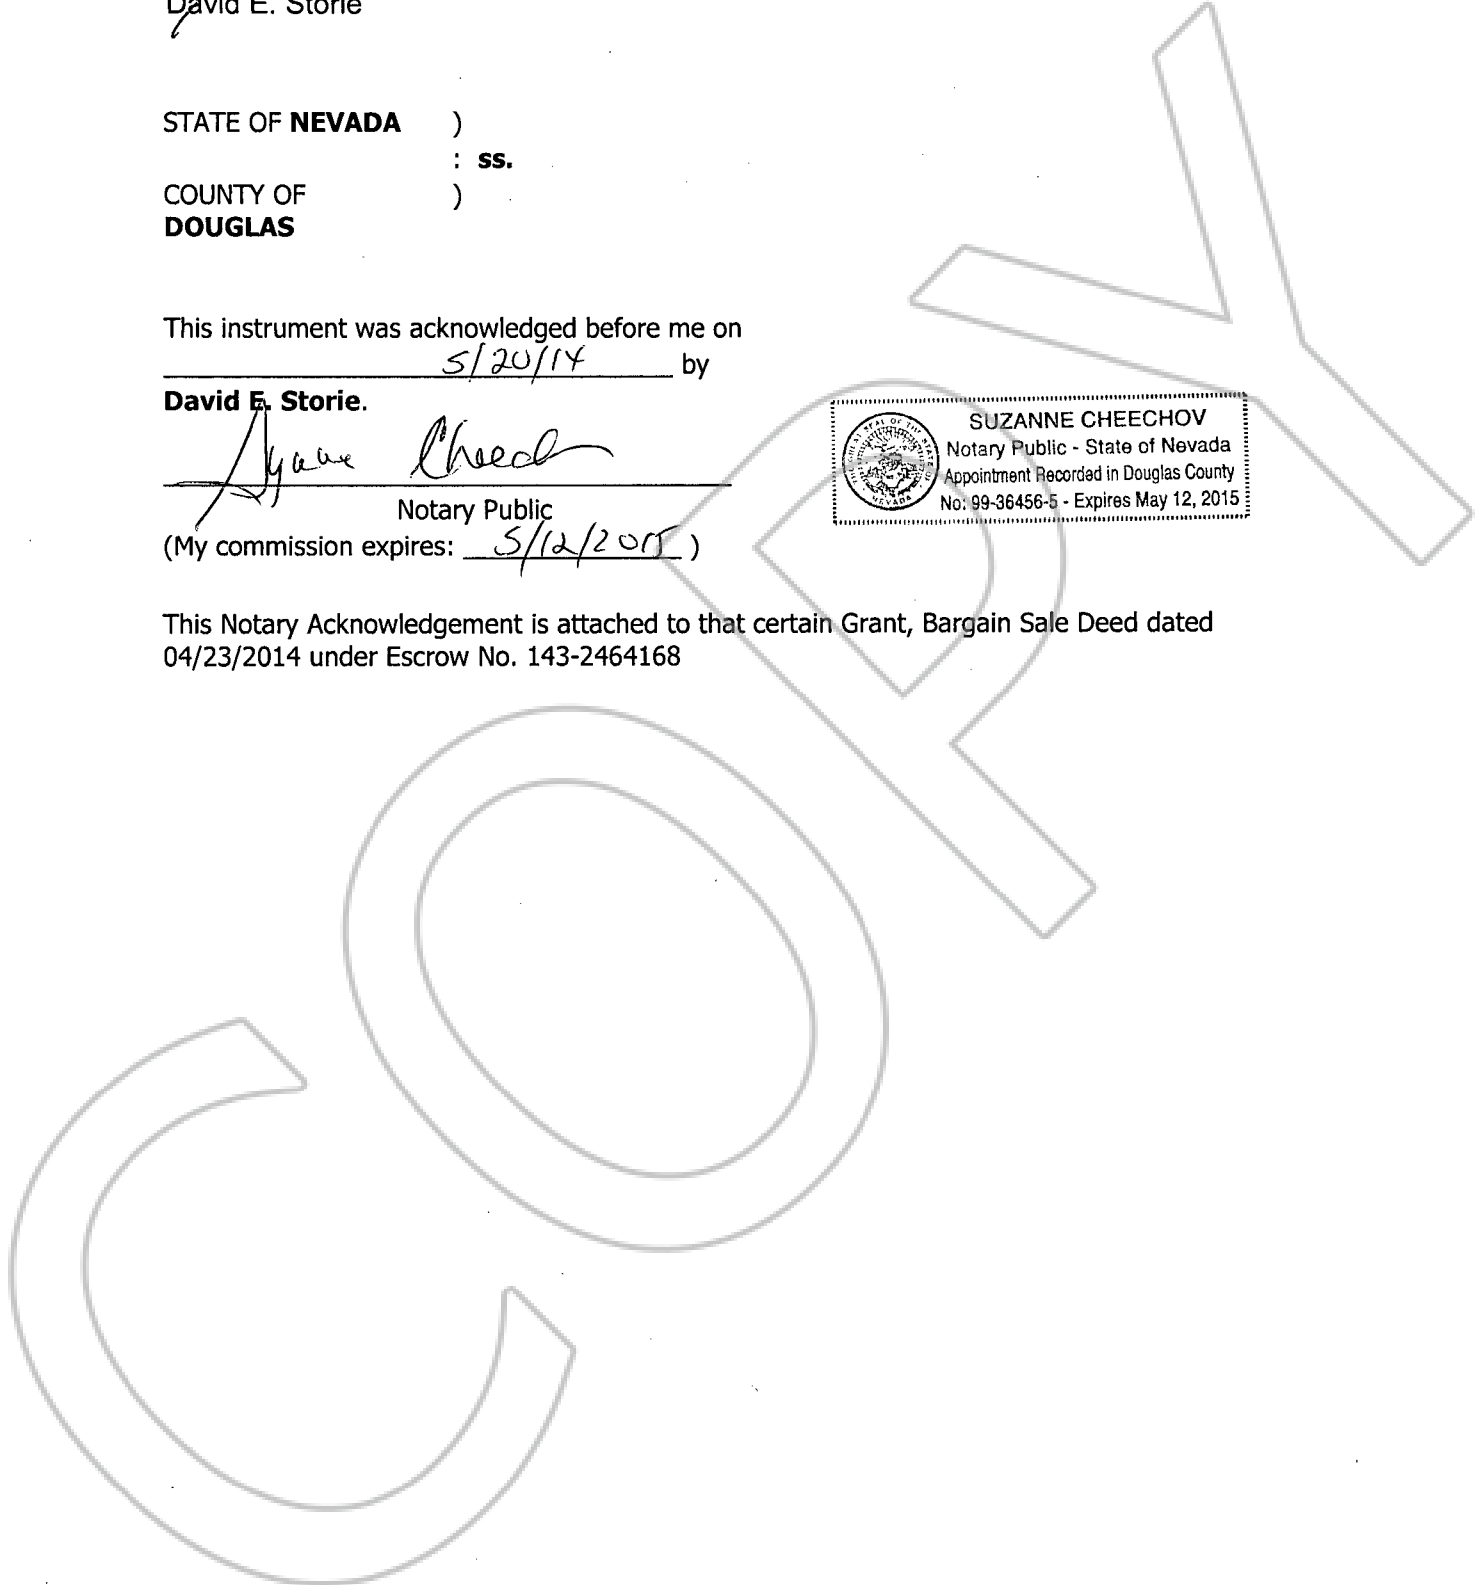 David E. Storie
STATE OF NEVADA )
: ss.
COUNTY OF )
DOUGLAS
This instrument was acknowledged before me on
5/20/14 by
David E. Storie.
Notary Public
(My commission expires: 5/12/2015 )
SUZANNE CHEECHOV
Notary Public - State of Nevada
Appointment Recorded in Douglas County
No: 99-36456-5 - Expires May 12, 2015
This Notary Acknowledgement is attached to that certain Grant, Bargain Sale Deed dated
04/23/2014 under Escrow No. 143-2464168
COPY